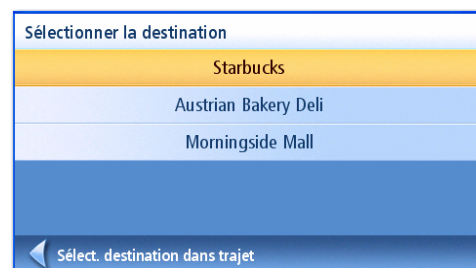 Sélectionner la destination
Starbucks
Austrian Bakery Deli
Morningside Mall
Sélect. destination dans trajet